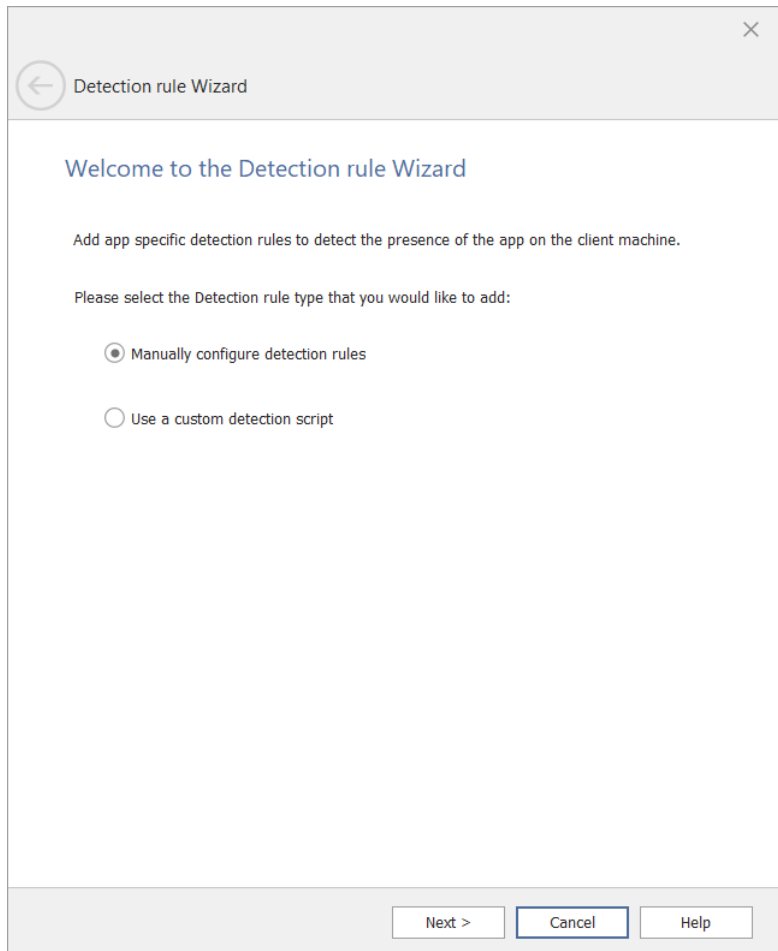 Detection rule Wizard
Welcome to the Detection rule Wizard
Add app specific detection rules to detect the presence of the app on the client machine.
Please select the Detection rule type that you would like to add:
Manually configure detection rules
Use a custom detection script
Next >
Cancel
Help